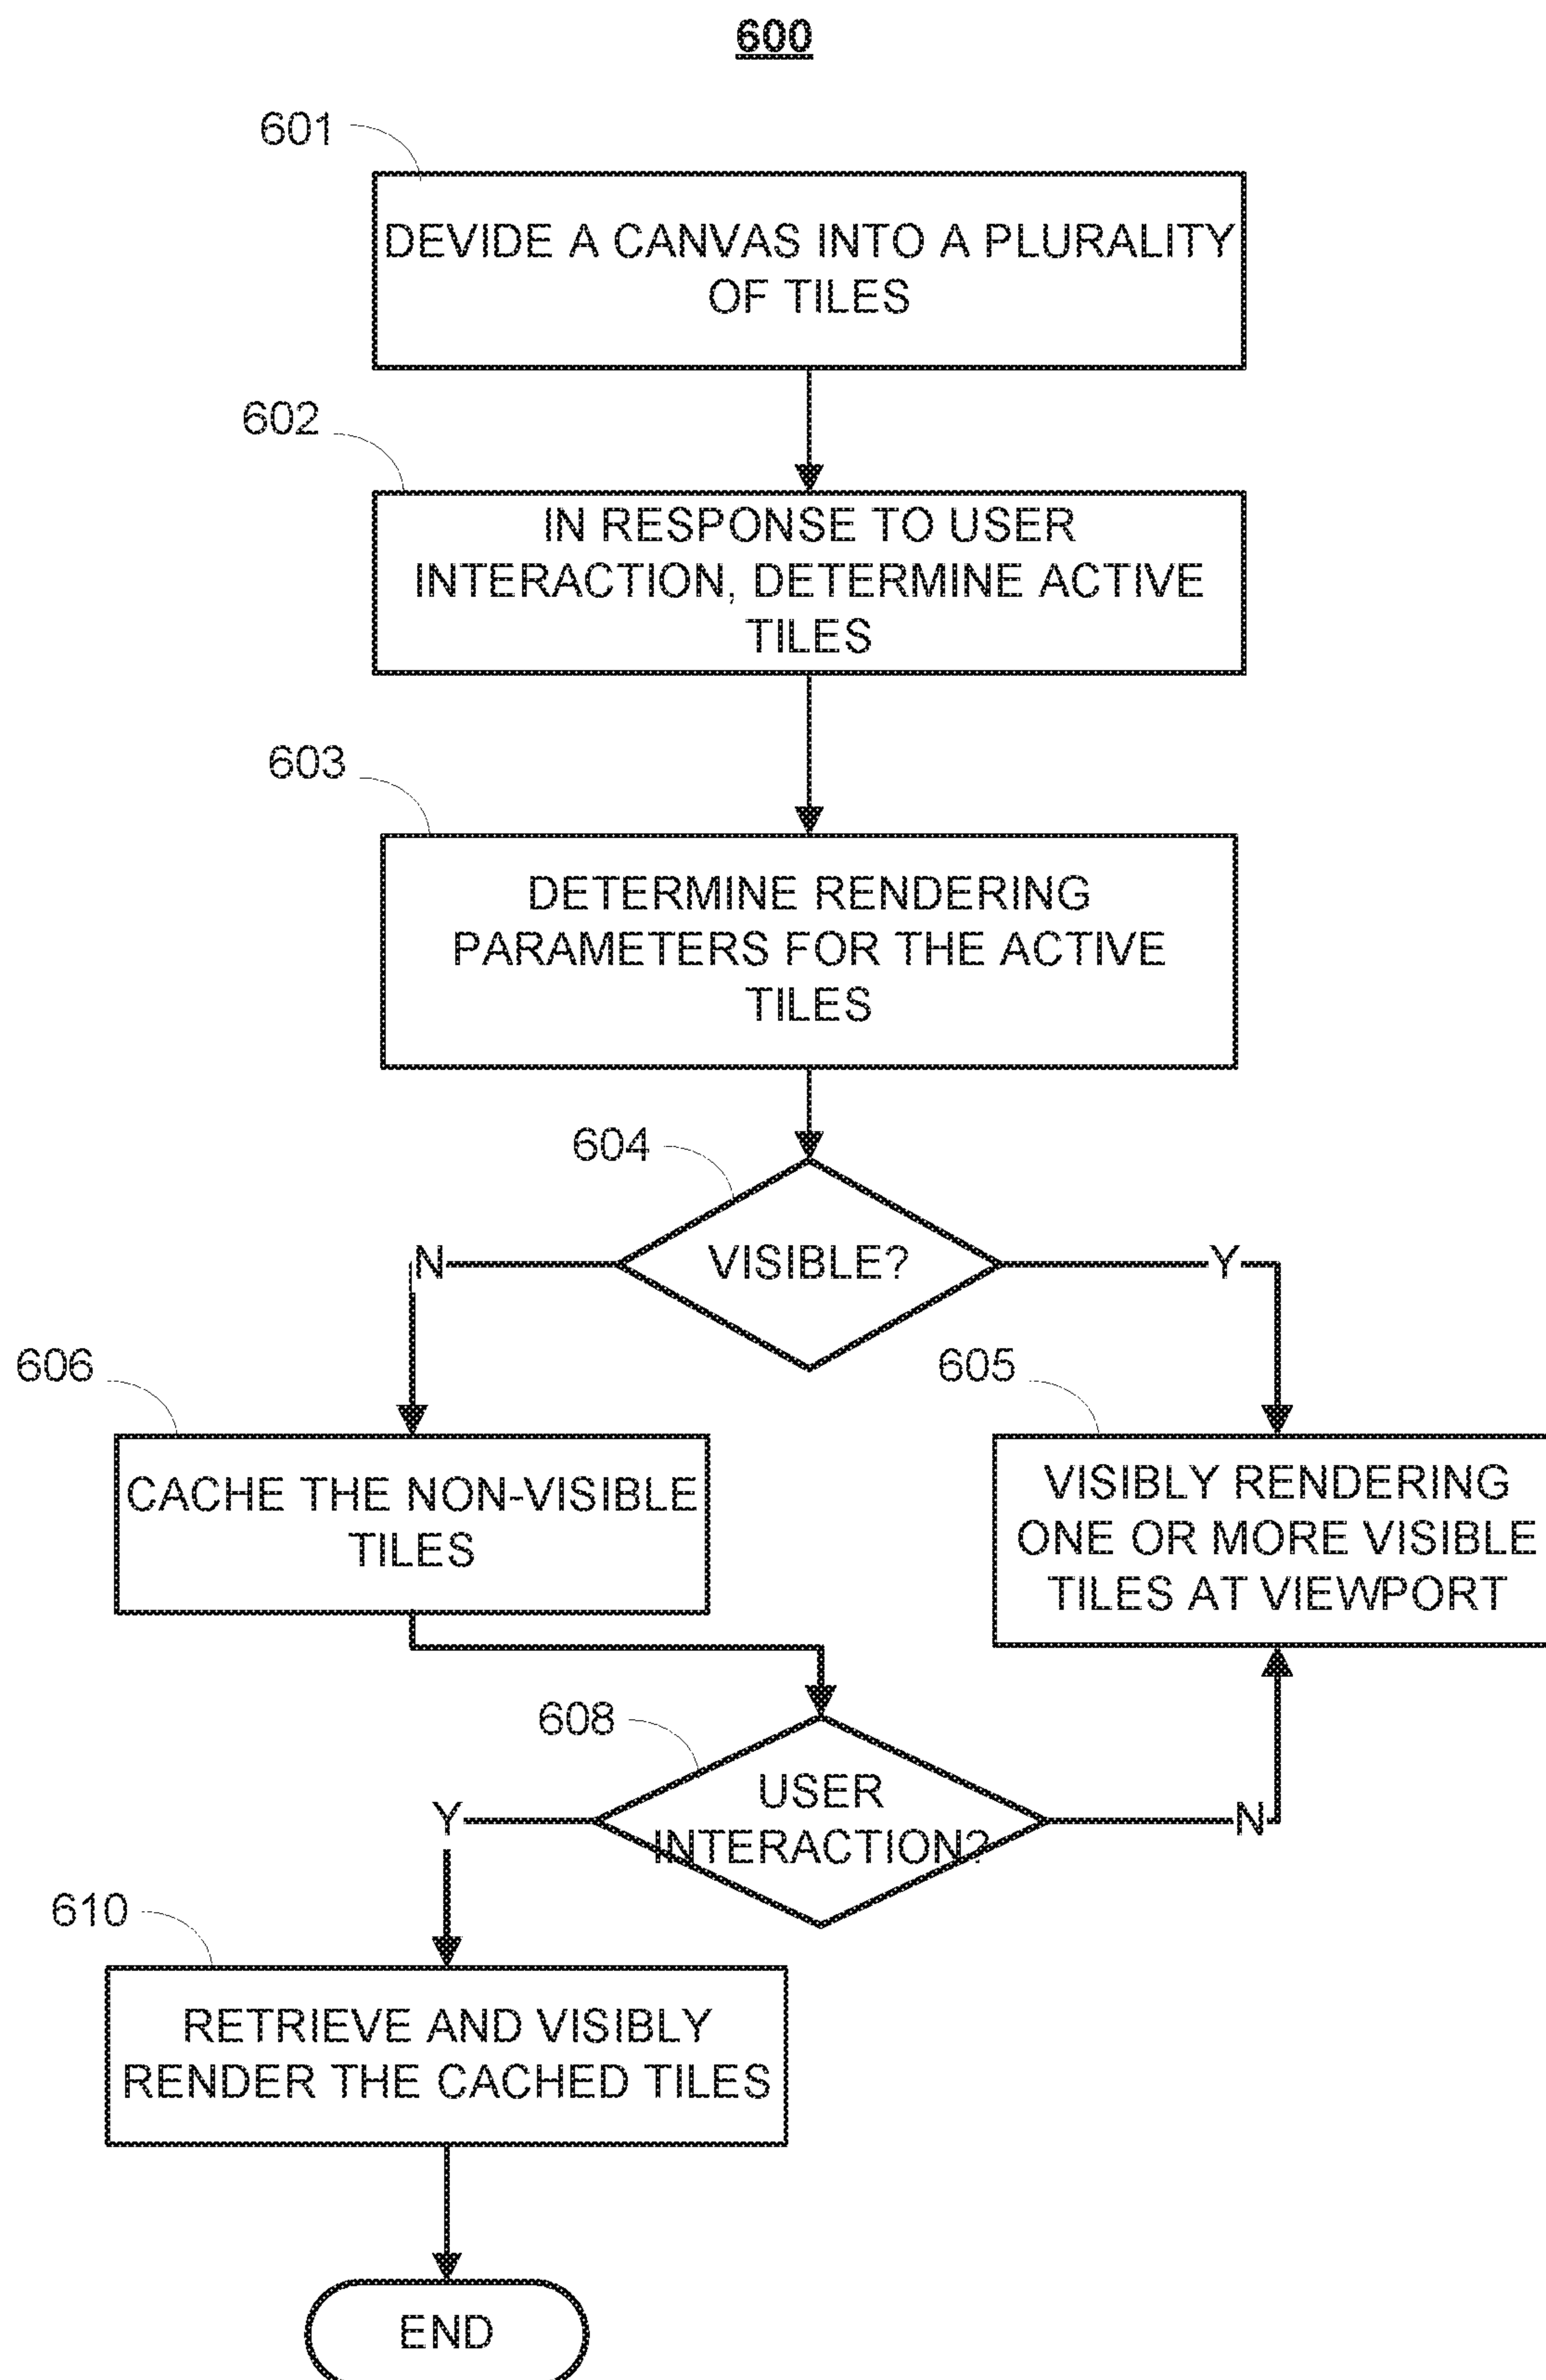 600
601
DEVIDE A CANVAS INTO A PLURALITY
OF TILES
602
IN RESPONSE TO USER
INTERACTION, DETERMINE ACTIVE
TILES
603
DETERMINE RENDERING
PARAMETERS FOR THE ACTIVE
TILES
604
VISIBLE?
N
Y
606
CACHE THE NON-VISIBLE
TILES
605
VISIBLY RENDERING
ONE OR MORE VISIBLE
TILES AT VIEWPORT
608
USER
INTERACTION?
Y
N
610
RETRIEVE AND VISIBLY
RENDER THE CACHED TILES
END